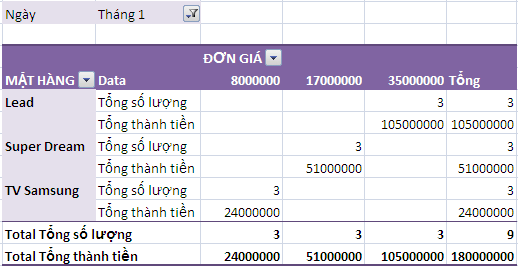 Ngày Tháng 1
ĐƠN GIÁ
MẶT HÀNG Data 8000000 17000000 35000000 Tổng
Lead Tổng số lượng 3 3
Tổng thành tiền 105000000 105000000
Super Dream Tổng số lượng 3 3
Tổng thành tiền 51000000 51000000
TV Samsung Tổng số lượng 3 3
Tổng thành tiền 24000000 24000000
Total Tổng số lượng 3 3 3 9
Total Tổng thành tiền 24000000 51000000 105000000 180000000